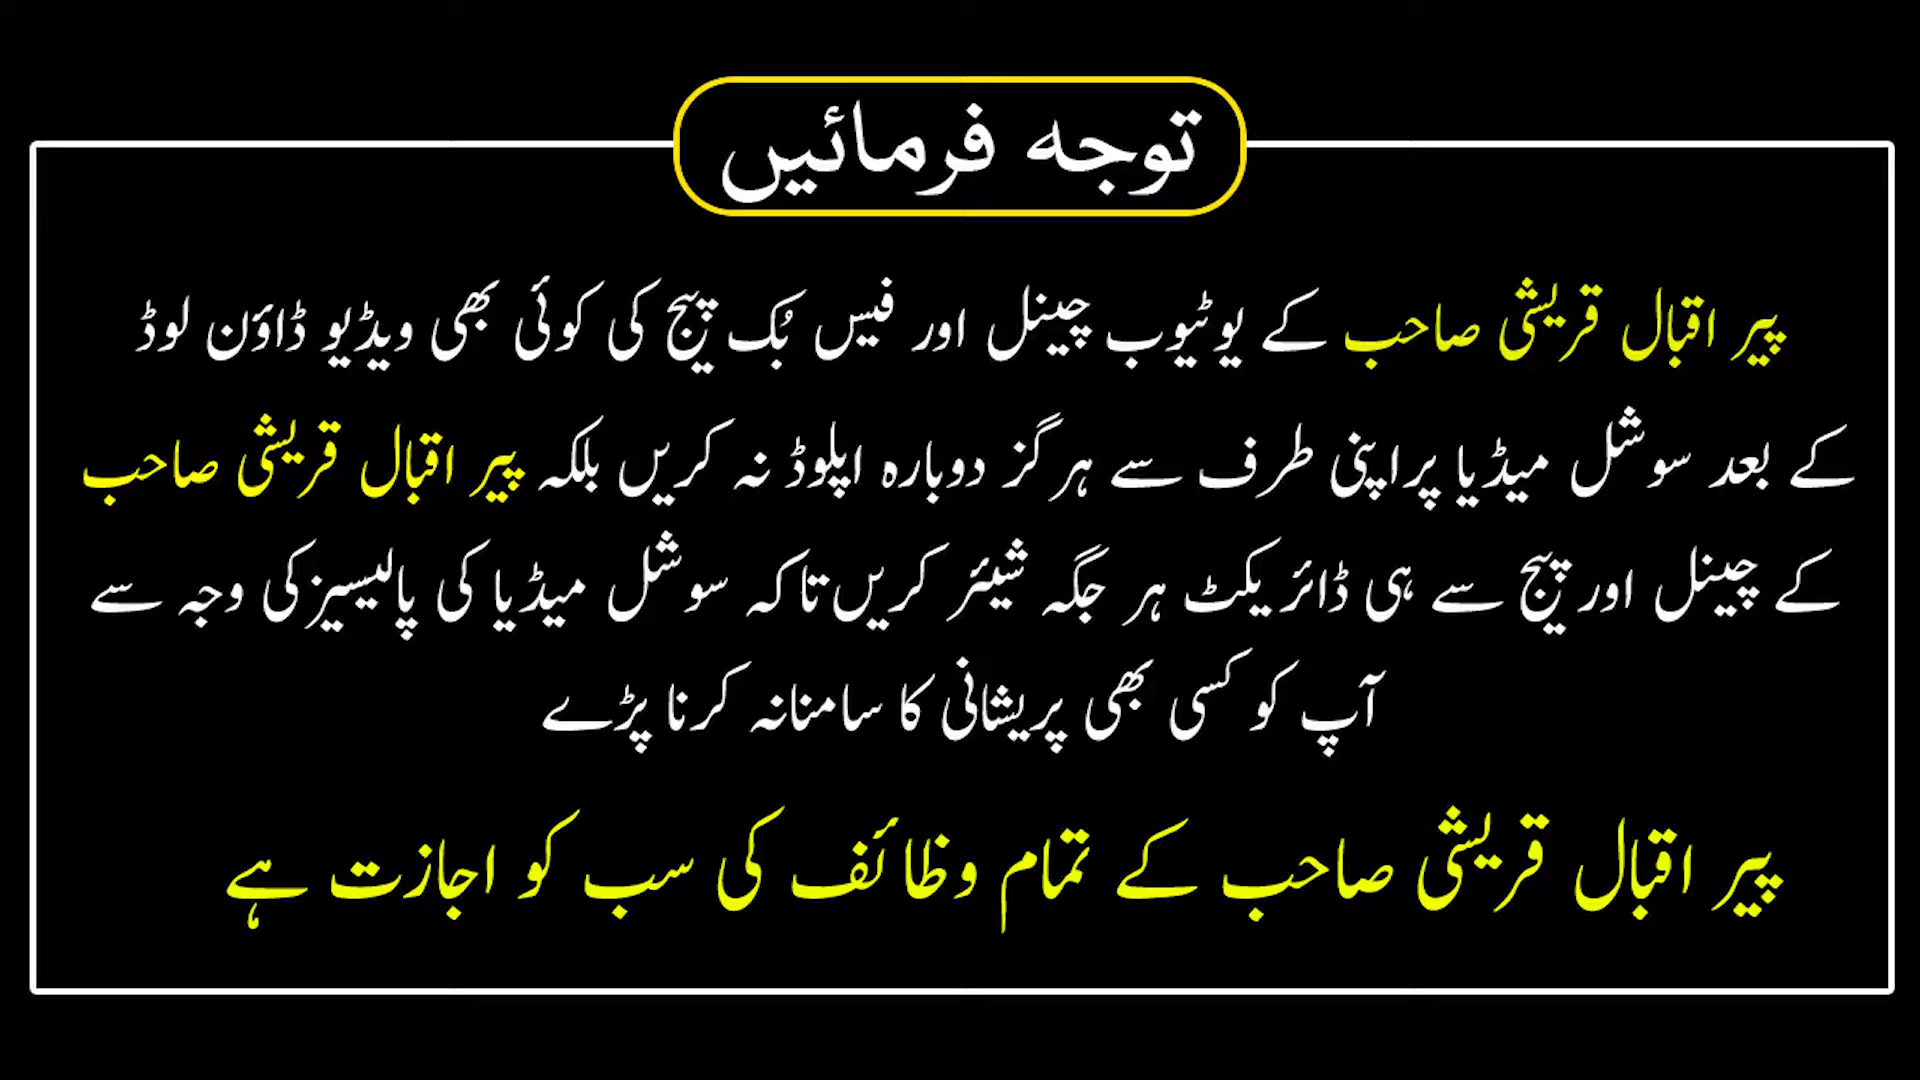 توجہ فرمائیں
پیر اقبال قریشی صاحب کے یوٹیوب چینل اور فیس بُک پیج کی کوئی بھی ویڈیو ڈاؤن لوڈ
کے بعد سوشل میڈیا پر اپنی طرف سے ہرگز دوبارہ اپلوڈ نہ کریں بلکہ پیر اقبال قریشی صاحب
کے چینل اور پیج سے ہی ڈائریکٹ ہر جگہ شیئر کریں تاکہ سوشل میڈیا کی پالیسیز کی وجہ سے
آپ کو کسی بھی پریشانی کا سامنا نہ کرنا پڑے
پیر اقبال قریشی صاحب کے تمام وظائف کی سب کو اجازت ہے